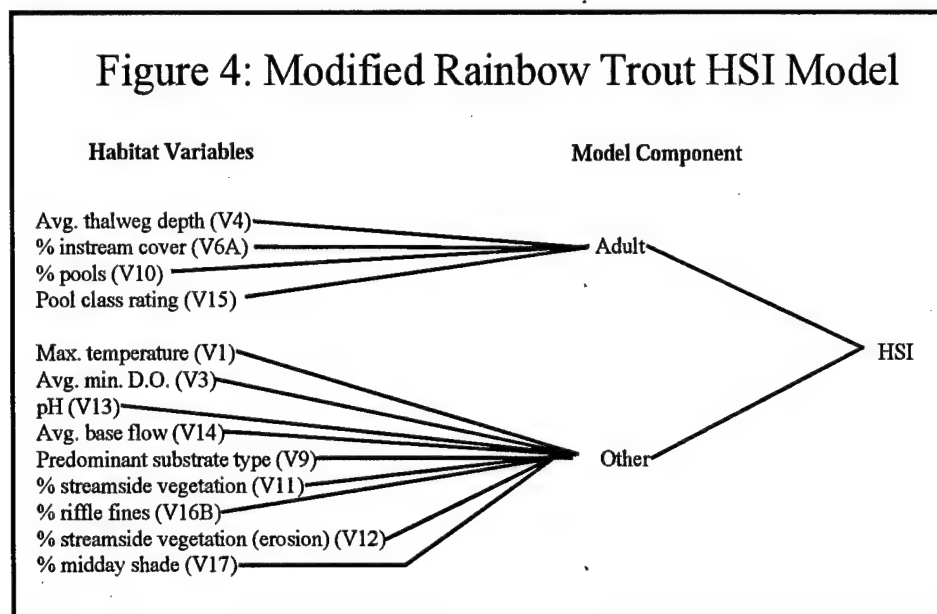 Figure 4: Modified Rainbow Trout HSI Model
Habitat Variables
Model Component
Avg. thalweg depth (V4)
% instream cover (V6A)
% pools (V10)
Pool class rating (V15)
Adult
Max. temperature (V1)
Avg. min. D.O. (V3)
pH (V13)
Avg. base flow (V14)
Predominant substrate type (V9)
% streamside vegetation (V11)
% riffle fines (V16B)
% streamside vegetation (erosion) (V12)
% midday shade (V17)
Other
HSI